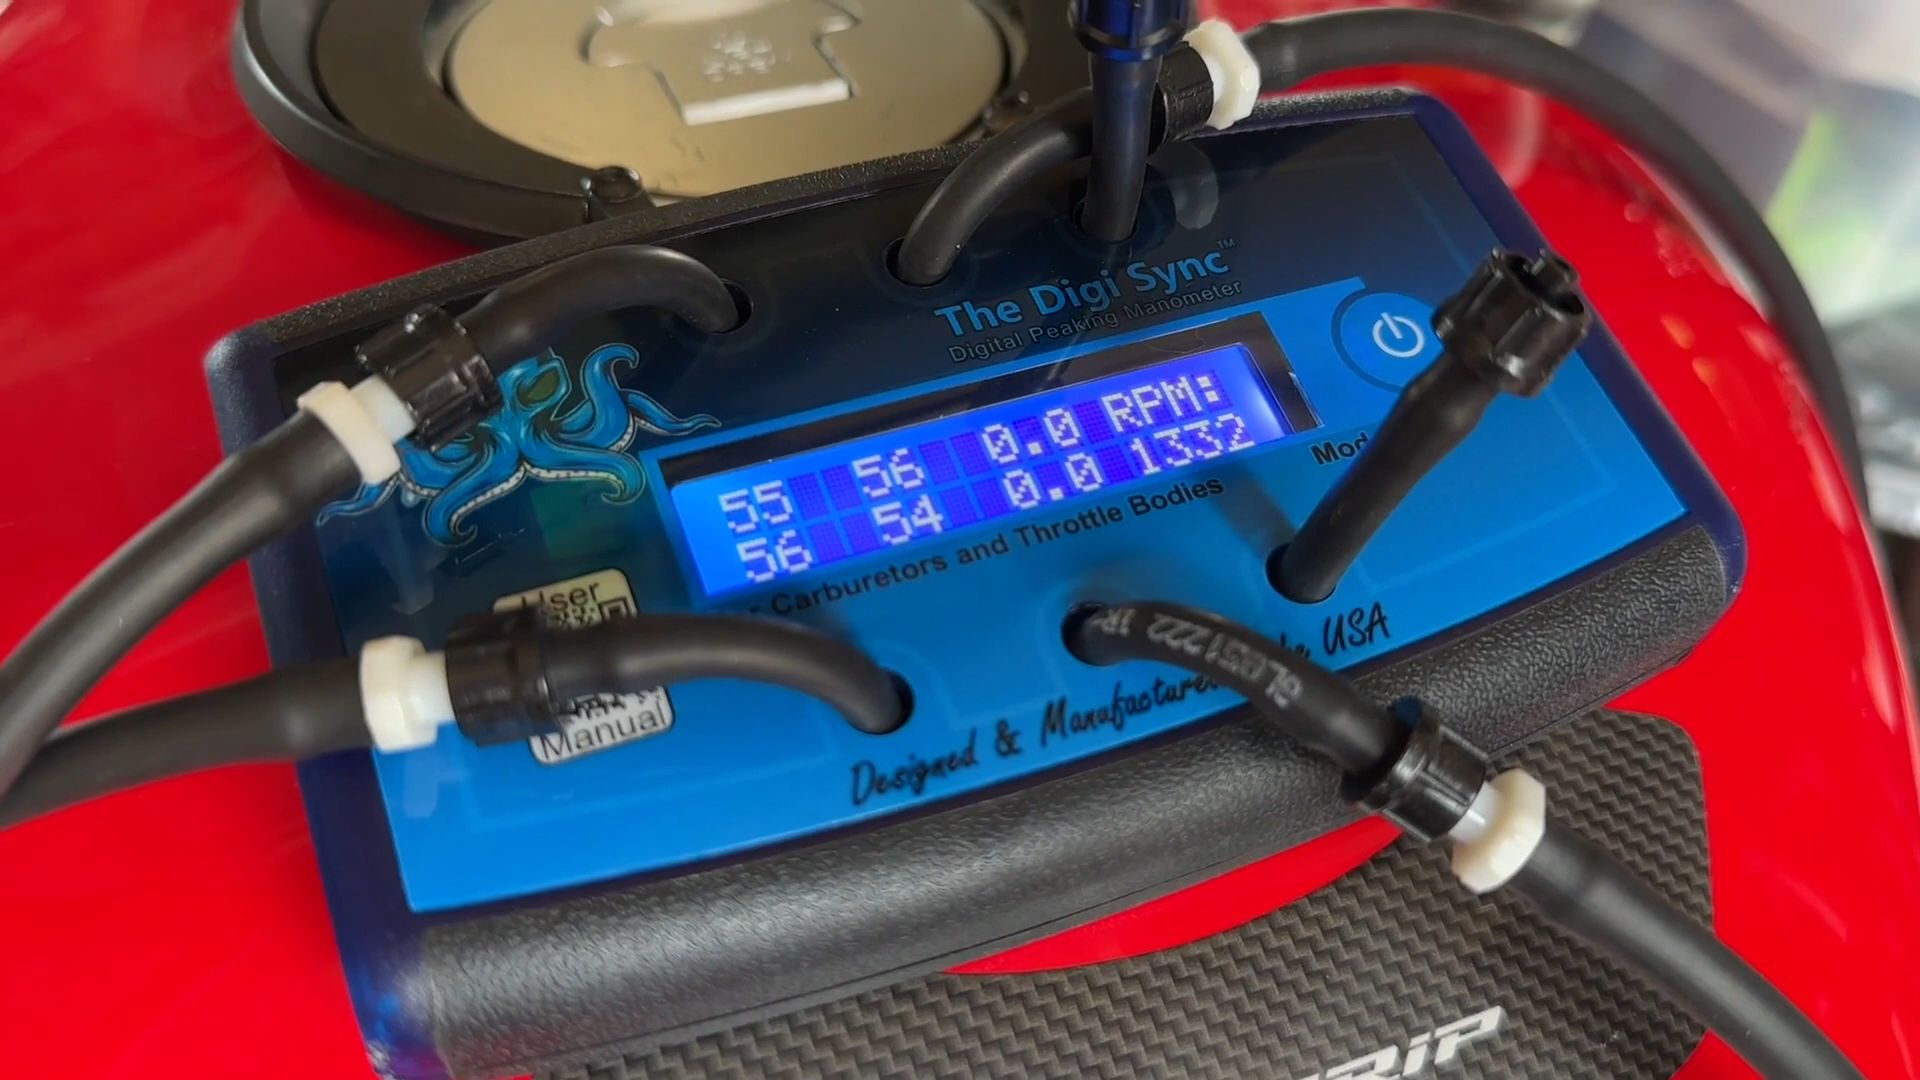 The Digi Sync™
Digital Peaking Manometer
55 56 0.0 RPM:
56 54 0.0 1332
Carburetors and Throttle Bodies
User
Manual
Designed & Manufactured
USA
SL0S1222